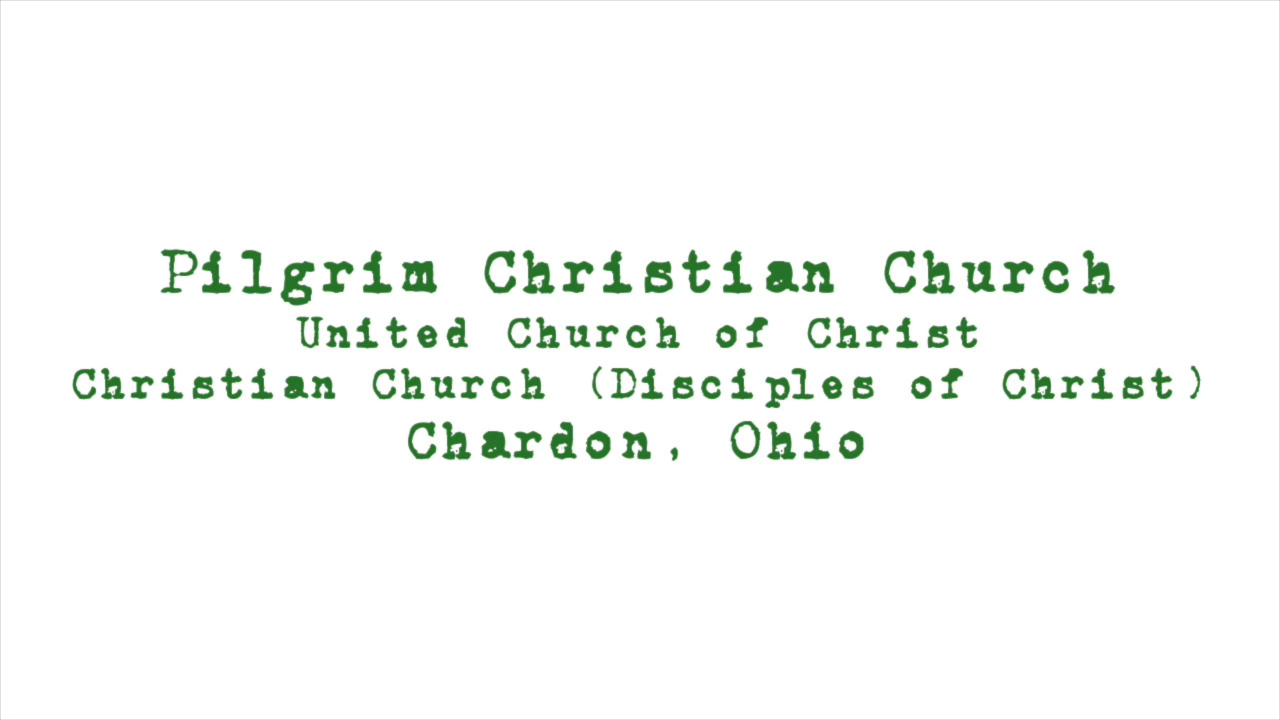 Pilgrim Christian Church
United Church of Christ
Christian Church (Disciples of Christ)
Chardon, Ohio